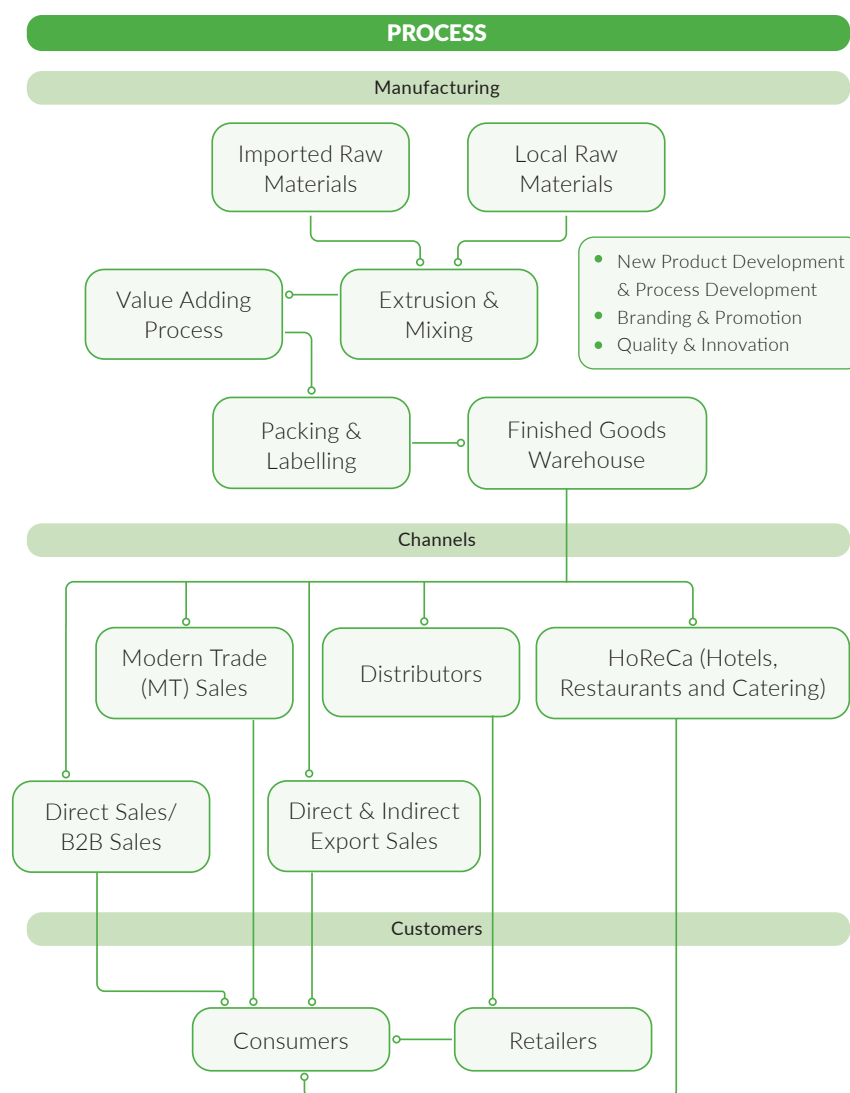 PROCESS
Manufacturing
Imported Raw
Materials
Local Raw
Materials
New Product Development
& Process Development
Branding & Promotion
Quality & Innovation
Value Adding
Process
Extrusion &
Mixing
Packing &
Labelling
Finished Goods
Warehouse
Channels
Modern Trade
(MT) Sales
Distributors
HoReCa (Hotels,
Restaurants and Catering)
Direct Sales/
B2B Sales
Direct & Indirect
Export Sales
Customers
Consumers
Retailers